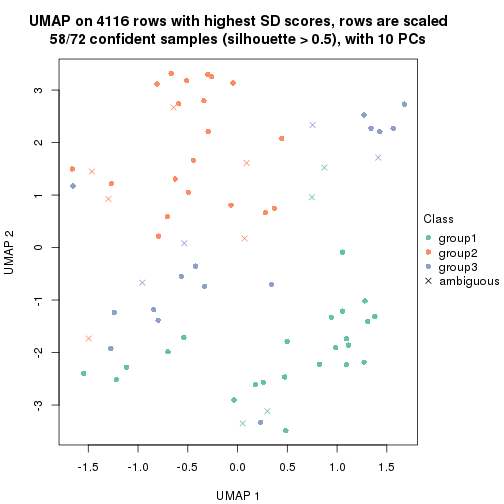 UMAP on 4116 rows with highest SD scores, rows are scaled
58/72 confident samples (silhouette > 0.5), with 10 PCs
3
2
1
0
-1
-2
-3
UMAP 2
-1.5
-1.0
-0.5
0.0
0.5
1.0
1.5
UMAP 1
Class
group1
group2
group3
ambiguous